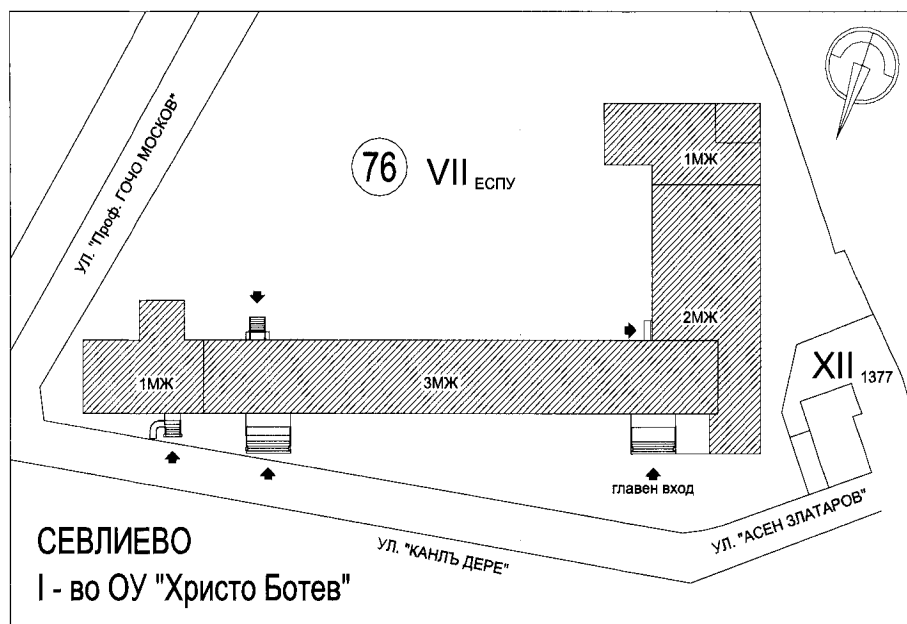 УЛ. "Проф. ГОЧО МОСКОВ"
76 VII ЕСПУ
1МЖ
2МЖ
1МЖ
3МЖ
XII 1377
главен вход
УЛ. "АСЕН ЗЛАТАРОВ"
УЛ. "КАНЛЪ ДЕРЕ"
СЕВЛИЕВО
I - во ОУ "Христо Ботев"